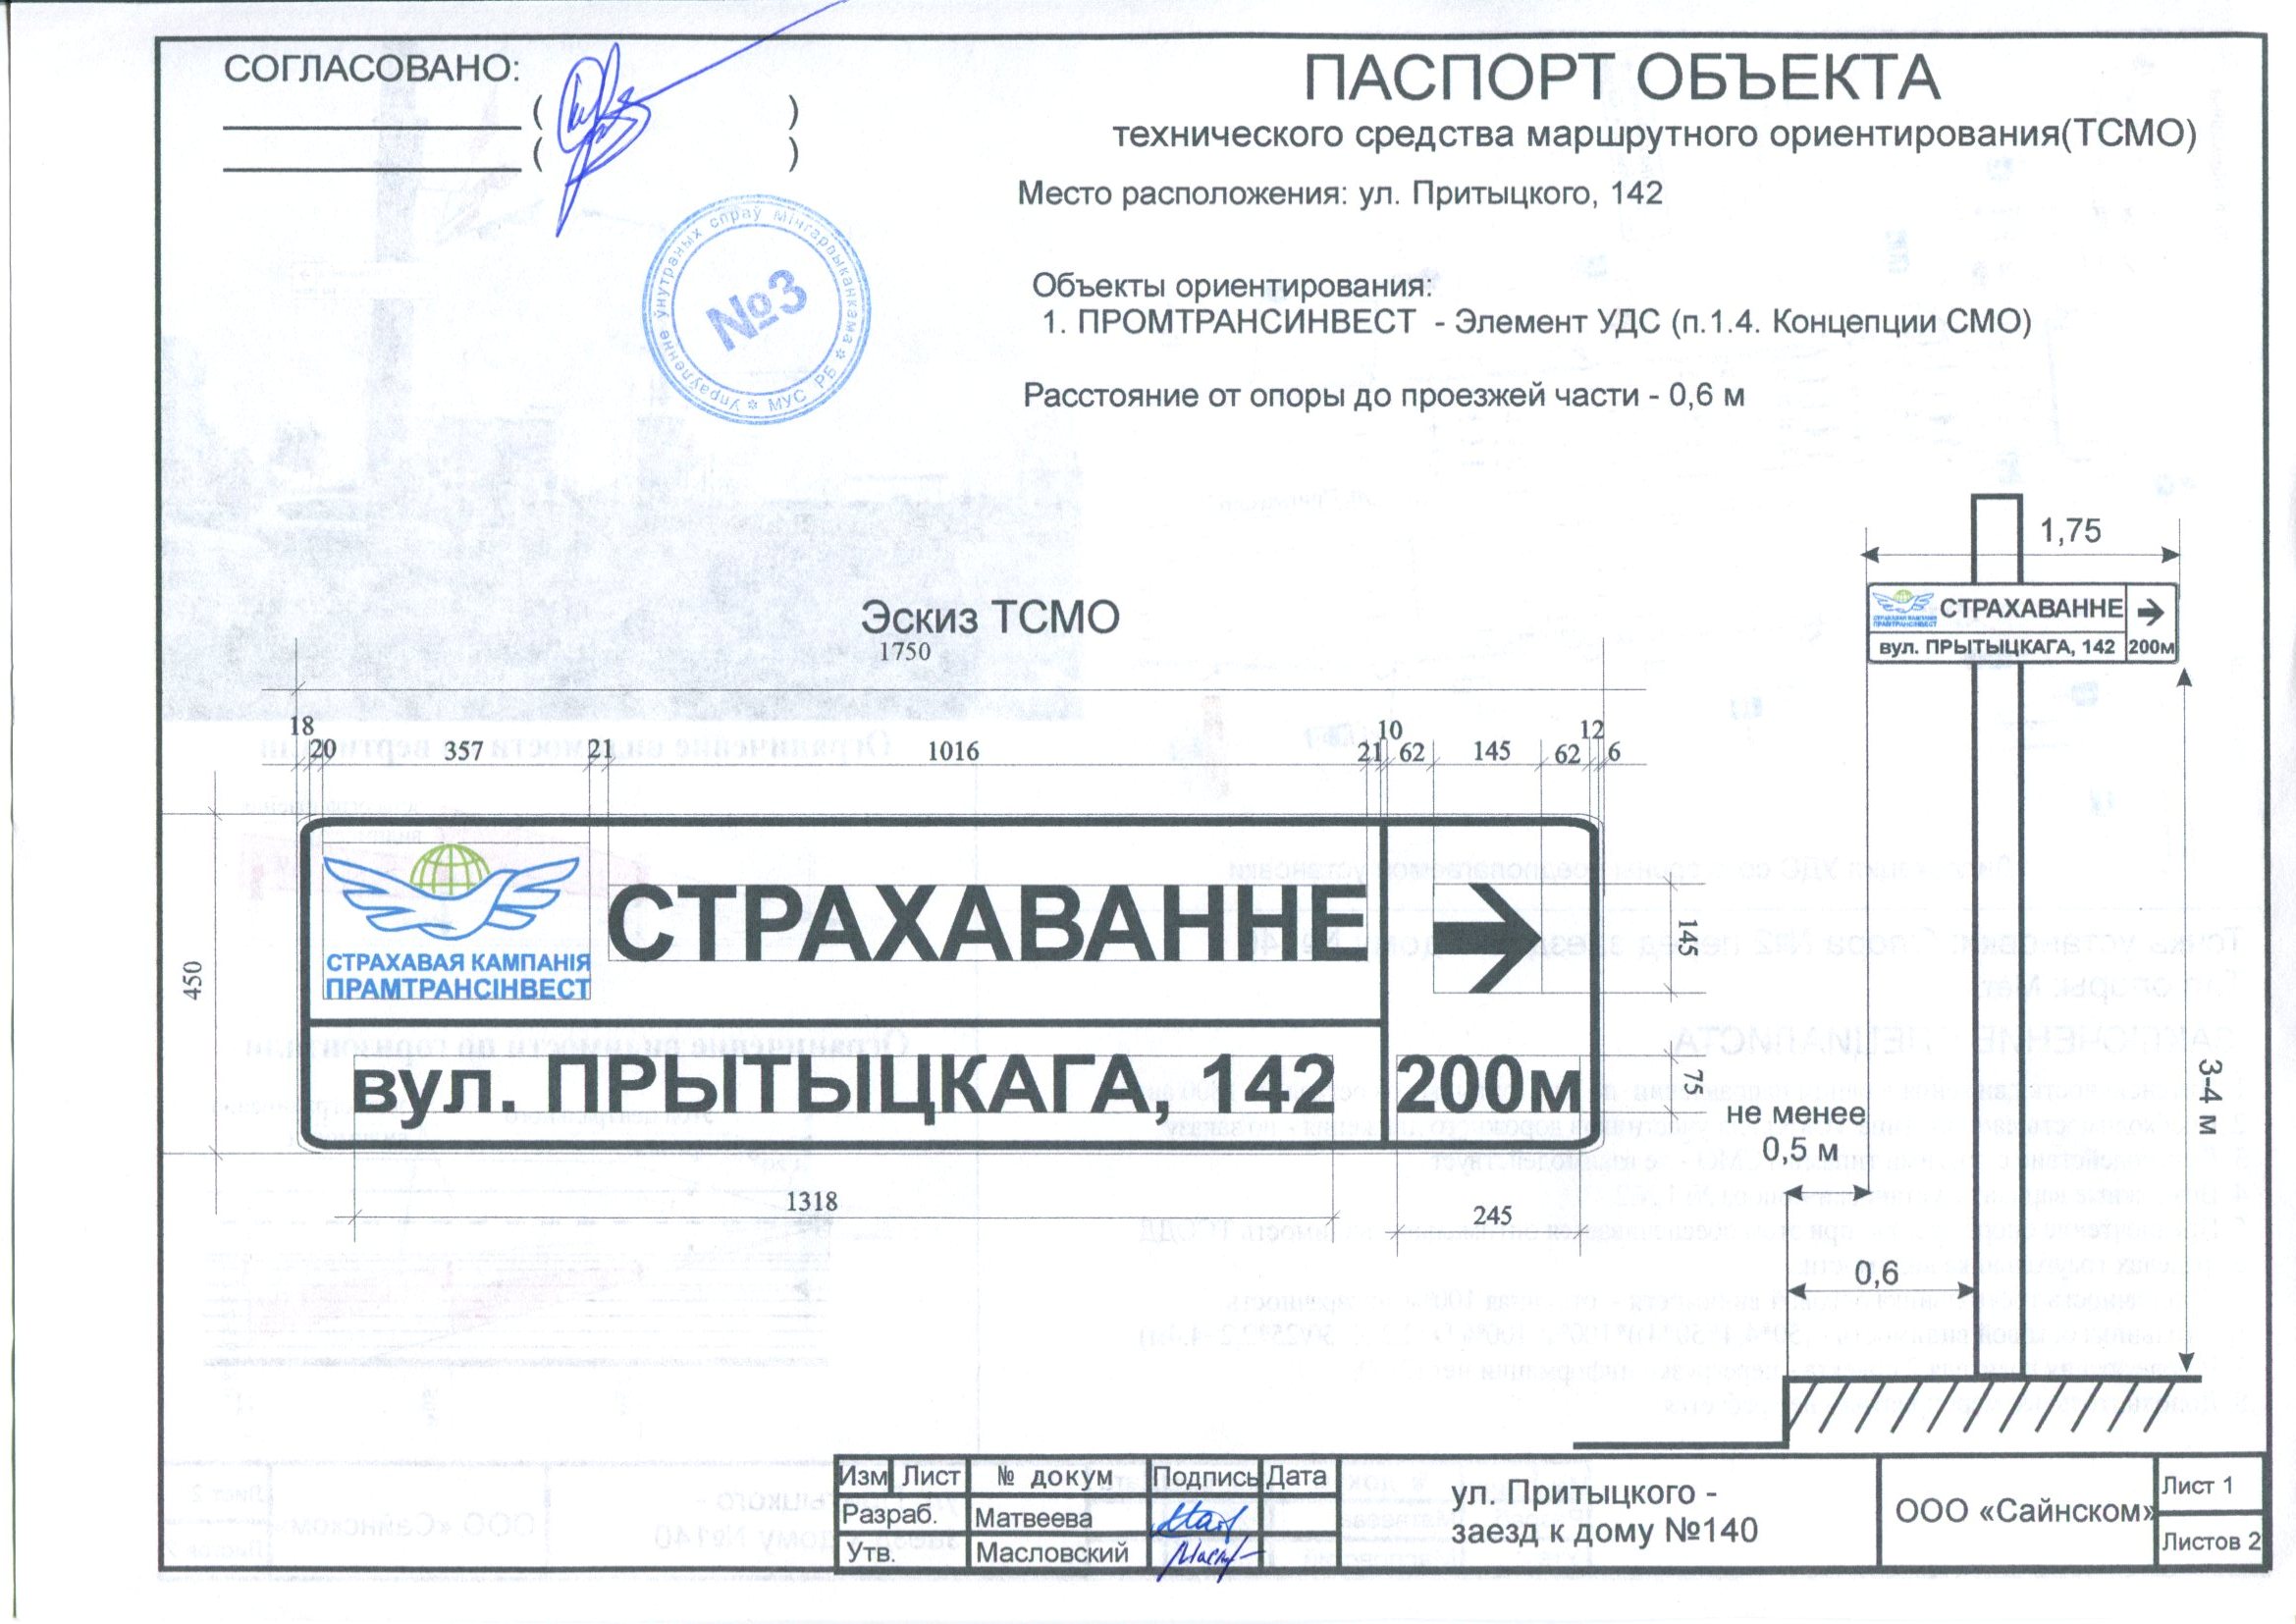 СОГЛАСОВАНО:
( )
( )
ПАСПОРТ ОБЪЕКТА
технического средства маршрутного ориентирования(ТСМО)
Место расположения: ул. Притыцкого, 142
Объекты ориентирования:
1. ПРОМТРАНСИНВЕСТ - Элемент УДС (п.1.4. Концепции СМО)
Расстояние от опоры до проезжей части - 0,6 м
Упраўленне ўнутраных спраў Мінгарвыканкама * МУС РБ *
№3
Эскиз ТСМО
1750
18 20 357 21 1016 21 10 62 145 62 12 6
450
СТРАХАВАЯ КАМПАНІЯ
ПРАМТРАНСІНВЕСТ
СТРАХАВАННЕ
вул. ПРЫТЫЦКАГА, 142
200м
145
75
1318
245
1,75
СТРАХАВАЯ КАМПАНІЯ
ПРАМТРАНСІНВЕСТ
СТРАХАВАННЕ
вул. ПРЫТЫЦКАГА, 142
200м
3-4 м
не менее
0,5 м
0,6
Изм Лист № докум Подпись Дата
Разраб. Матвеева
Утв. Масловский
ул. Притыцкого -
заезд к дому №140
ООО «Сайнском»
Лист 1
Листов 2